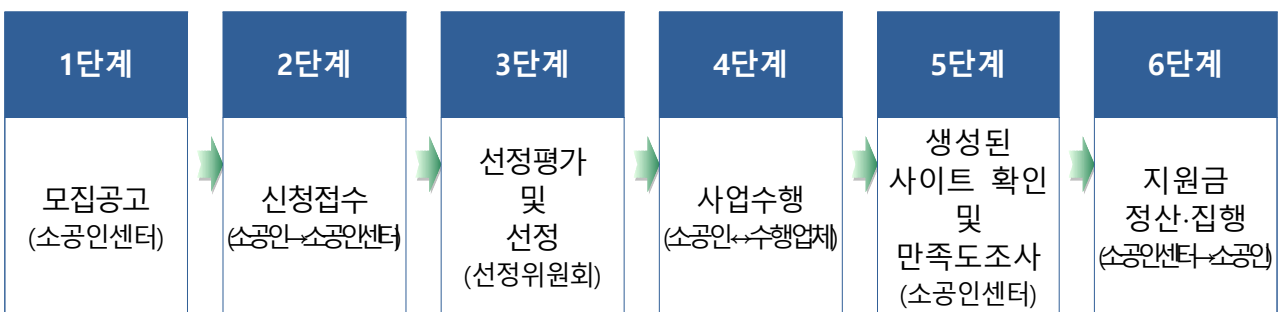 1단계
모집공고
(소공인센터)
2단계
신청접수
(소공인→소공인센터)
3단계
선정평가
및
선정
(선정위원회)
4단계
사업수행
(소공인↔수행업체)
5단계
생성된
사이트 확인
및
만족도조사
(소공인센터)
6단계
지원금
정산·집행
(소공인센터→소공인)